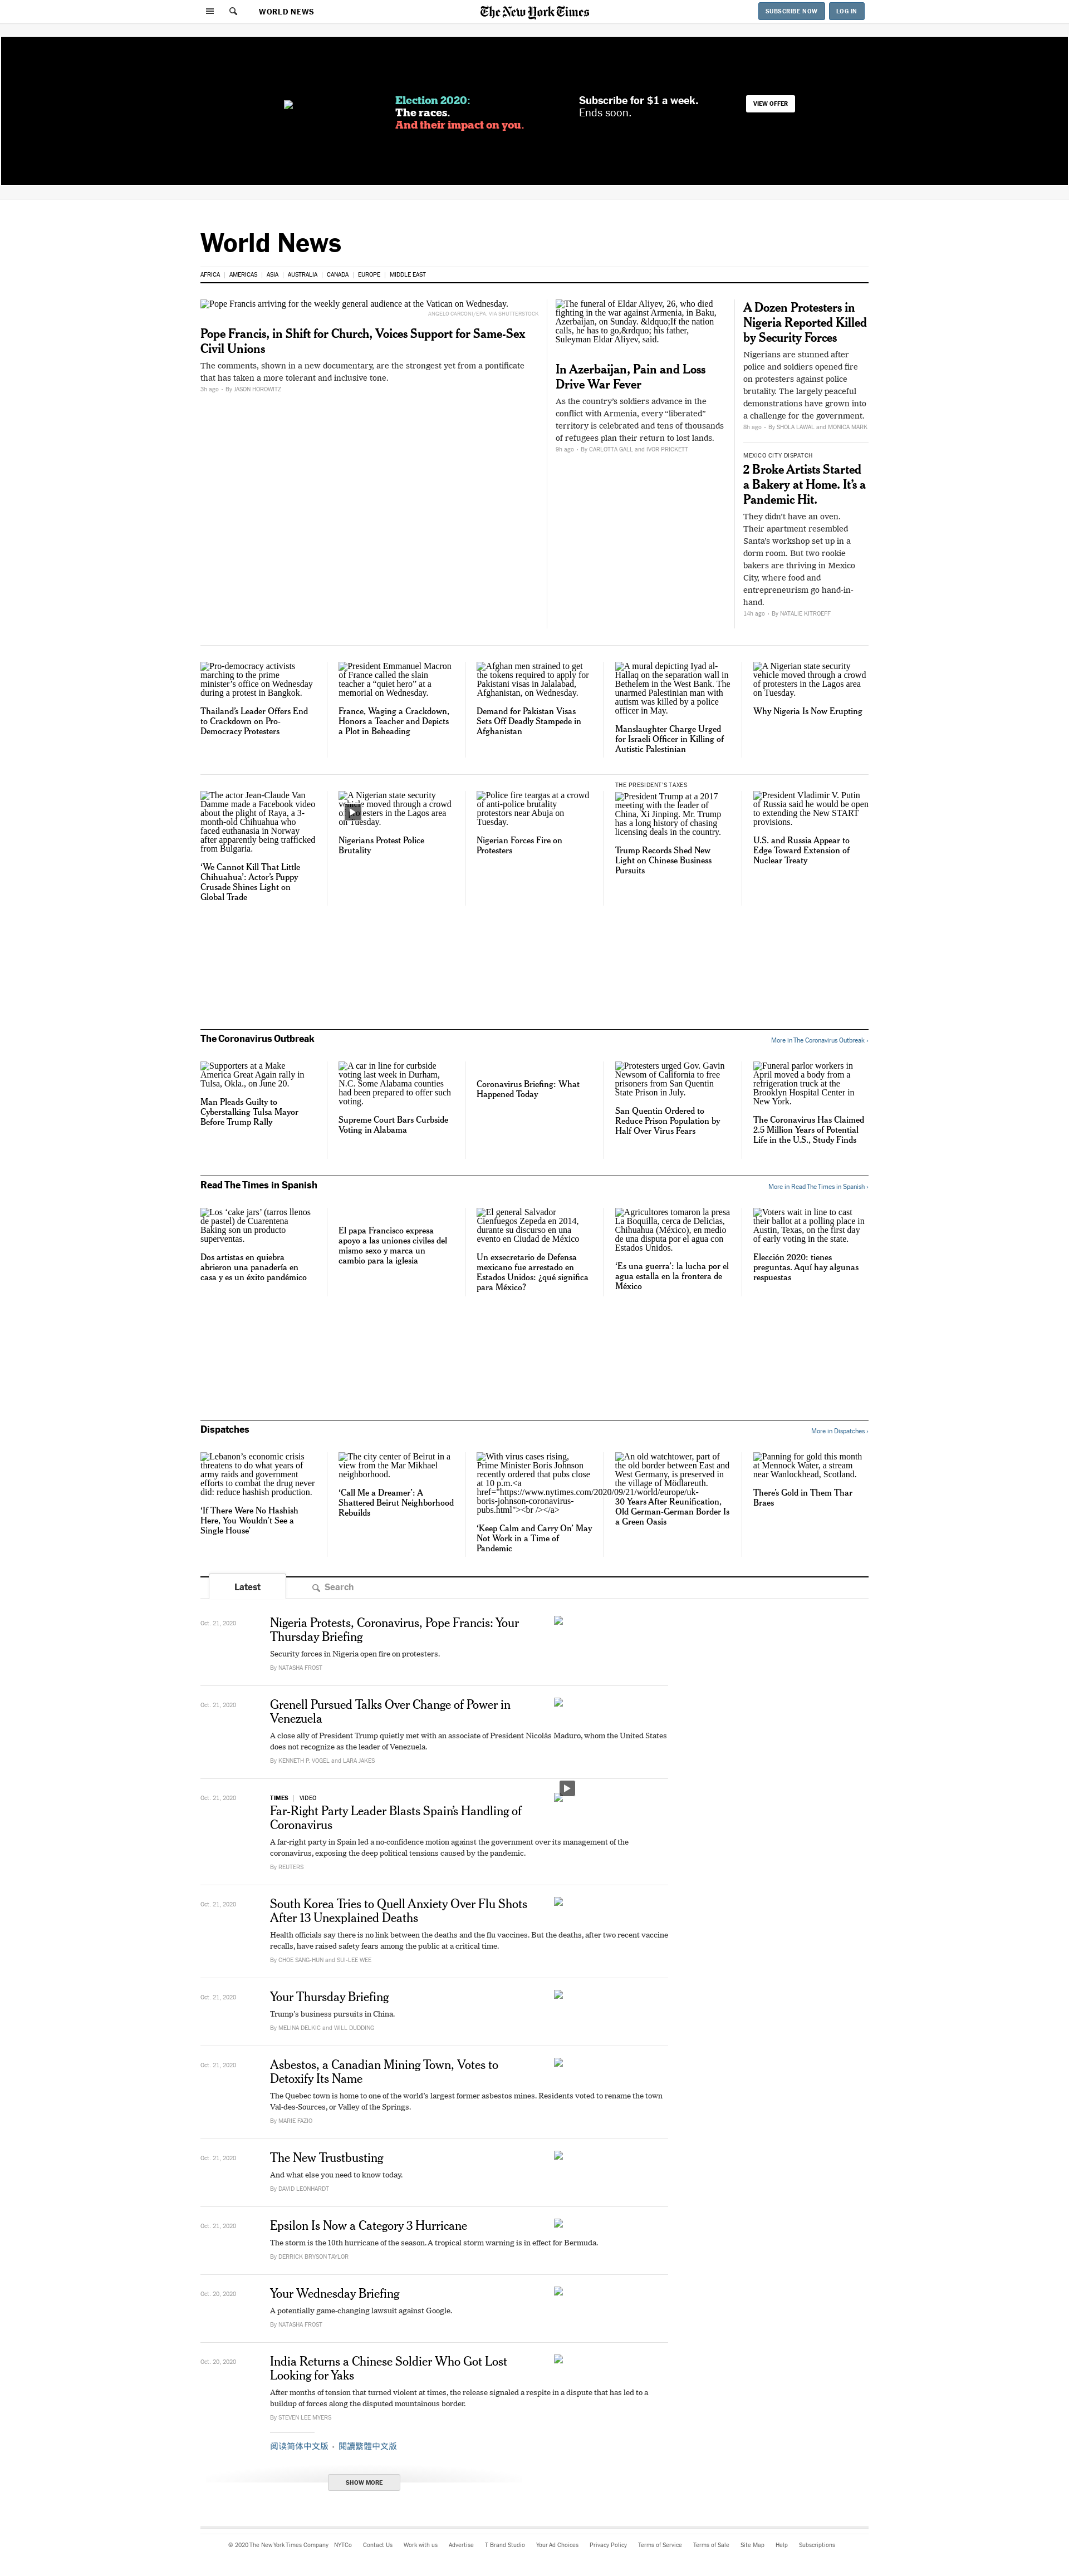 WORLD NEWS
The New York Times
SUBSCRIBE NOW
LOG IN
Election 2020:
The races.
And their impact on you.
Subscribe for $1 a week.
Ends soon.
VIEW OFFER
World News
AFRICA | AMERICAS | ASIA | AUSTRALIA | CANADA | EUROPE | MIDDLE EAST
Pope Francis arriving for the weekly general audience at the Vatican on Wednesday.
ANGELO CARCONI/EPA, VIA SHUTTERSTOCK
Pope Francis, in Shift for Church, Voices Support for Same-Sex
Civil Unions
The comments, shown in a new documentary, are the strongest yet from a pontificate
that has taken a more tolerant and inclusive tone.
3h ago - By JASON HOROWITZ
The funeral of Eldar Aliyev, 26, who died
fighting in the war against Armenia, in Baku,
Azerbaijan, on Sunday. &ldquo;If the nation
calls, he has to go,&rdquo; his father,
Suleyman Eldar Aliyev, said.
In Azerbaijan, Pain and Loss
Drive War Fever
As the country's soldiers advance in the
conflict with Armenia, every “liberated”
territory is celebrated and tens of thousands
of refugees plan their return to lost lands.
9h ago - By CARLOTTA GALL and IVOR PRICKETT
A Dozen Protesters in
Nigeria Reported Killed
by Security Forces
Nigerians are stunned after
police and soldiers opened fire
on protesters against police
brutality. The largely peaceful
demonstrations have grown into
a challenge for the government.
8h ago - By SHOLA LAWAL and MONICA MARK
MEXICO CITY DISPATCH
2 Broke Artists Started
a Bakery at Home. It's a
Pandemic Hit.
They didn't have an oven.
Their apartment resembled
Santa's workshop set up in a
dorm room. But two rookie
bakers are thriving in Mexico
City, where food and
entrepreneurism go hand-in-
hand.
14h ago - By NATALIE KITROEFF
Pro-democracy activists
marching to the prime
minister's office on Wednesday
during a protest in Bangkok.
Thailand's Leader Offers End
to Crackdown on Pro-
Democracy Protesters
President Emmanuel Macron
of France called the slain
teacher a “quiet hero” at a
memorial on Wednesday.
France, Waging a Crackdown,
Honors a Teacher and Depicts
a Plot in Beheading
Afghan men strained to get
the tokens required to apply for
Pakistani visas in Jalalabad,
Afghanistan, on Wednesday.
Demand for Pakistan Visas
Sets Off Deadly Stampede in
Afghanistan
A mural depicting Iyad al-
Hallaq on the separation wall in
Bethelem in the West Bank. The
unarmed Palestinian man with
autism was killed by a police
officer in May.
Manslaughter Charge Urged
for Israeli Officer in Killing of
Autistic Palestinian
A Nigerian state security
vehicle moved through a crowd
of protesters in the Lagos area
on Tuesday.
Why Nigeria Is Now Erupting
The actor Jean-Claude Van
Damme made a Facebook video
about the plight of Raya, a 3-
month-old Chihuahua who
faced euthanasia in Norway
after apparently being trafficked
from Bulgaria.
‘We Cannot Kill That Little
Chihuahua’: Actor's Puppy
Crusade Shines Light on
Global Trade
A Nigerian state security
vehicle moved through a crowd
of protesters in the Lagos area
on Tuesday.
Nigerians Protest Police
Brutality
Police fire teargas at a crowd
of anti-police brutality
protestors near Abuja on
Tuesday.
Nigerian Forces Fire on
Protesters
THE PRESIDENT'S TAXES
President Trump at a 2017
meeting with the leader of
China, Xi Jinping. Mr. Trump
has a long history of chasing
licensing deals in the country.
Trump Records Shed New
Light on Chinese Business
Pursuits
President Vladimir V. Putin
of Russia said he would be open
to extending the New START
provisions.
U.S. and Russia Appear to
Edge Toward Extension of
Nuclear Treaty
The Coronavirus Outbreak
More in The Coronavirus Outbreak ›
Supporters at a Make
America Great Again rally in
Tulsa, Okla., on June 20.
Man Pleads Guilty to
Cyberstalking Tulsa Mayor
Before Trump Rally
A car in line for curbside
voting last week in Durham,
N.C. Some Alabama counties
had been prepared to offer such
voting.
Supreme Court Bars Curbside
Voting in Alabama
Coronavirus Briefing: What
Happened Today
Protesters urged Gov. Gavin
Newsom of California to free
prisoners from San Quentin
State Prison in July.
San Quentin Ordered to
Reduce Prison Population by
Half Over Virus Fears
Funeral parlor workers in
April moved a body from a
refrigeration truck at the
Brooklyn Hospital Center in
New York.
The Coronavirus Has Claimed
2.5 Million Years of Potential
Life in the U.S., Study Finds
Read The Times in Spanish
More in Read The Times in Spanish ›
Los ‘cake jars’ (tarros llenos
de pastel) de Cuarentena
Baking son un producto
superventas.
Dos artistas en quiebra
abrieron una panadería en
casa y es un éxito pandémico
El papa Francisco expresa
apoyo a las uniones civiles del
mismo sexo y marca un
cambio para la iglesia
El general Salvador
Cienfuegos Zepeda en 2014,
durante su discurso en una
evento en Ciudad de México
Un exsecretario de Defensa
mexicano fue arrestado en
Estados Unidos: ¿qué significa
para México?
Agricultores tomaron la presa
La Boquilla, cerca de Delicias,
Chihuahua (México), en medio
de una disputa por el agua con
Estados Unidos.
‘Es una guerra’: la lucha por el
agua estalla en la frontera de
México
Voters wait in line to cast
their ballot at a polling place in
Austin, Texas, on the first day
of early voting in the state.
Elección 2020: tienes
preguntas. Aquí hay algunas
respuestas
Dispatches
More in Dispatches ›
Lebanon's economic crisis
threatens to do what years of
army raids and government
efforts to combat the drug never
did: reduce hashish production.
‘If There Were No Hashish
Here, You Wouldn't See a
Single House’
The city center of Beirut in a
view from the Mar Mikhael
neighborhood.
‘Call Me a Dreamer’: A
Shattered Beirut Neighborhood
Rebuilds
With virus cases rising,
Prime Minister Boris Johnson
recently ordered that pubs close
at 10 p.m.<a
href="https://www.nytimes.com/2020/09/21/world/europe/uk-
boris-johnson-coronavirus-
pubs.html"><br /></a>
‘Keep Calm and Carry On’ May
Not Work in a Time of
Pandemic
An old watchtower, part of
the old border between East and
West Germany, is preserved in
the village of Mödlareuth.
30 Years After Reunification,
Old German-German Border Is
a Green Oasis
Panning for gold this month
at Mennock Water, a stream
near Wanlockhead, Scotland.
There's Gold in Them Thar
Braes
Latest
Search
Oct. 21, 2020
Nigeria Protests, Coronavirus, Pope Francis: Your
Thursday Briefing
Security forces in Nigeria open fire on protesters.
By NATASHA FROST
Oct. 21, 2020
Grenell Pursued Talks Over Change of Power in
Venezuela
A close ally of President Trump quietly met with an associate of President Nicolás Maduro, whom the United States
does not recognize as the leader of Venezuela.
By KENNETH P. VOGEL and LARA JAKES
Oct. 21, 2020
TIMES | VIDEO
Far-Right Party Leader Blasts Spain's Handling of
Coronavirus
A far-right party in Spain led a no-confidence motion against the government over its management of the
coronavirus, exposing the deep political tensions caused by the pandemic.
By REUTERS
Oct. 21, 2020
South Korea Tries to Quell Anxiety Over Flu Shots
After 13 Unexplained Deaths
Health officials say there is no link between the deaths and the flu vaccines. But the deaths, after two recent vaccine
recalls, have raised safety fears among the public at a critical time.
By CHOE SANG-HUN and SUI-LEE WEE
Oct. 21, 2020
Your Thursday Briefing
Trump's business pursuits in China.
By MELINA DELKIC and WILL DUDDING
Oct. 21, 2020
Asbestos, a Canadian Mining Town, Votes to
Detoxify Its Name
The Quebec town is home to one of the world's largest former asbestos mines. Residents voted to rename the town
Val-des-Sources, or Valley of the Springs.
By MARIE FAZIO
Oct. 21, 2020
The New Trustbusting
And what else you need to know today.
By DAVID LEONHARDT
Oct. 21, 2020
Epsilon Is Now a Category 3 Hurricane
The storm is the 10th hurricane of the season. A tropical storm warning is in effect for Bermuda.
By DERRICK BRYSON TAYLOR
Oct. 20, 2020
Your Wednesday Briefing
A potentially game-changing lawsuit against Google.
By NATASHA FROST
Oct. 20, 2020
India Returns a Chinese Soldier Who Got Lost
Looking for Yaks
After months of tension that turned violent at times, the release signaled a respite in a dispute that has led to a
buildup of forces along the disputed mountainous border.
By STEVEN LEE MYERS
阅读简体中文版 · 閱讀繁體中文版
SHOW MORE
© 2020 The New York Times Company NYTCo Contact Us Work with us Advertise T Brand Studio Your Ad Choices Privacy Policy Terms of Service Terms of Sale Site Map Help Subscriptions